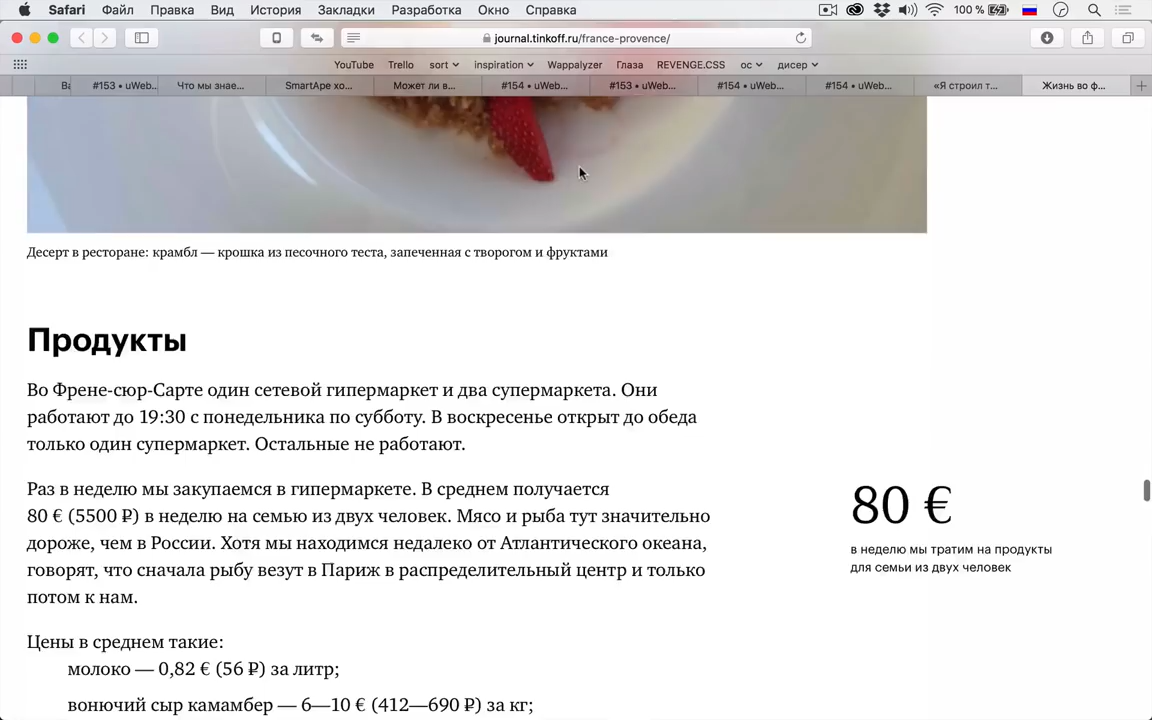 Safari Файл Правка Вид История Закладки Разработка Окно Справка 100 %
journal.tinkoff.ru/france-provence/
YouTube Trello sort inspiration Wappalyzer Глаза REVENGE.CSS ос дисер
Ва #153 • uWeb... Что мы знае... SmartApe хо... Может ли в... #154 • uWeb... #153 • uWeb... #154 • uWeb... #154 • uWeb... «Я строил т... Жизнь во ф...
Десерт в ресторане: крамбл — крошка из песочного теста, запеченная с творогом и фруктами
Продукты
Во Френе-сюр-Сарте один сетевой гипермаркет и два супермаркета. Они
работают до 19:30 с понедельника по субботу. В воскресенье открыт до обеда
только один супермаркет. Остальные не работают.
Раз в неделю мы закупаемся в гипермаркете. В среднем получается
80 € (5500 ₽) в неделю на семью из двух человек. Мясо и рыба тут значительно
дороже, чем в России. Хотя мы находимся недалеко от Атлантического океана,
говорят, что сначала рыбу везут в Париж в распределительный центр и только
потом к нам.
80 €
в неделю мы тратим на продукты
для семьи из двух человек
Цены в среднем такие:
молоко — 0,82 € (56 ₽) за литр;
вонючий сыр камамбер — 6—10 € (412—690 ₽) за кг;